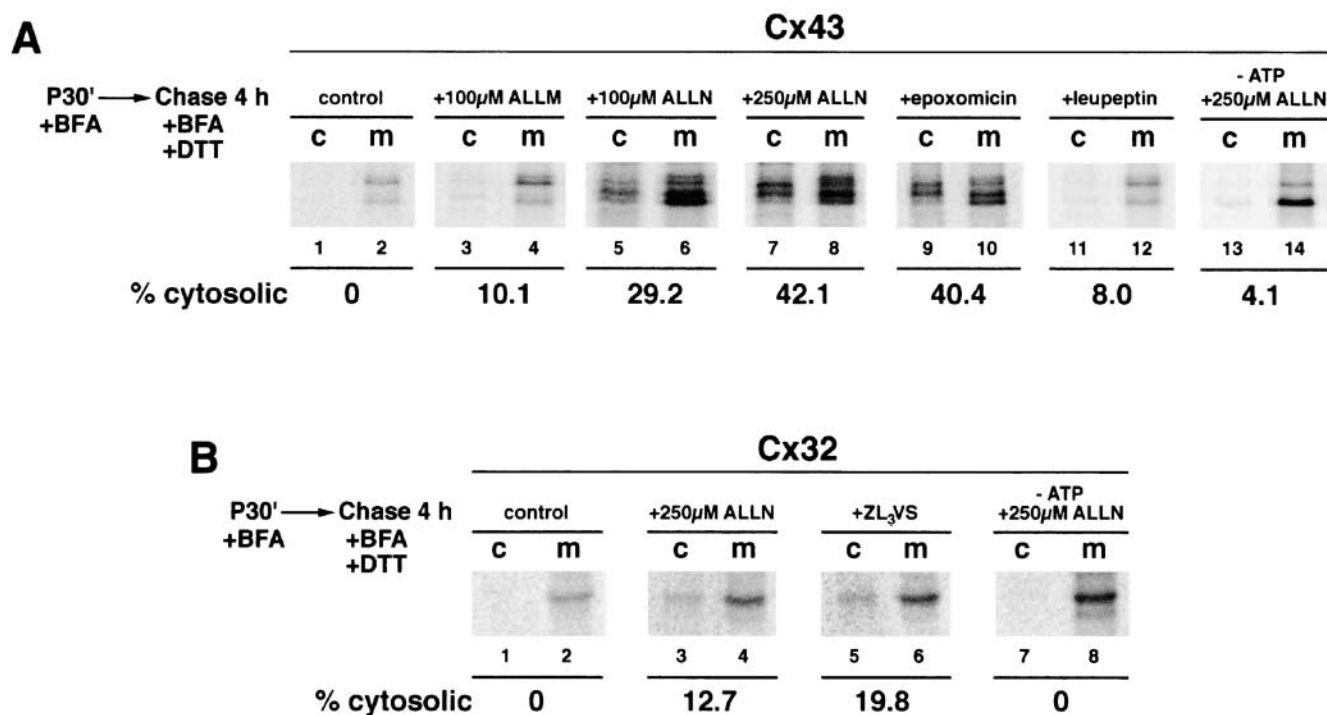 A
Cx43
P30' → Chase 4 h
+BFA +BFA
+DTT
control +100µM ALLM +100µM ALLN +250µM ALLN +epoxomicin +leupeptin - ATP +250µM ALLN
c m c m c m c m c m c m c m
1 2 3 4 5 6 7 8 9 10 11 12 13 14
% cytosolic 0 10.1 29.2 42.1 40.4 8.0 4.1
B
Cx32
P30' → Chase 4 h
+BFA +BFA
+DTT
control +250µM ALLN +ZL₃VS - ATP +250µM ALLN
c m c m c m c m
1 2 3 4 5 6 7 8
% cytosolic 0 12.7 19.8 0